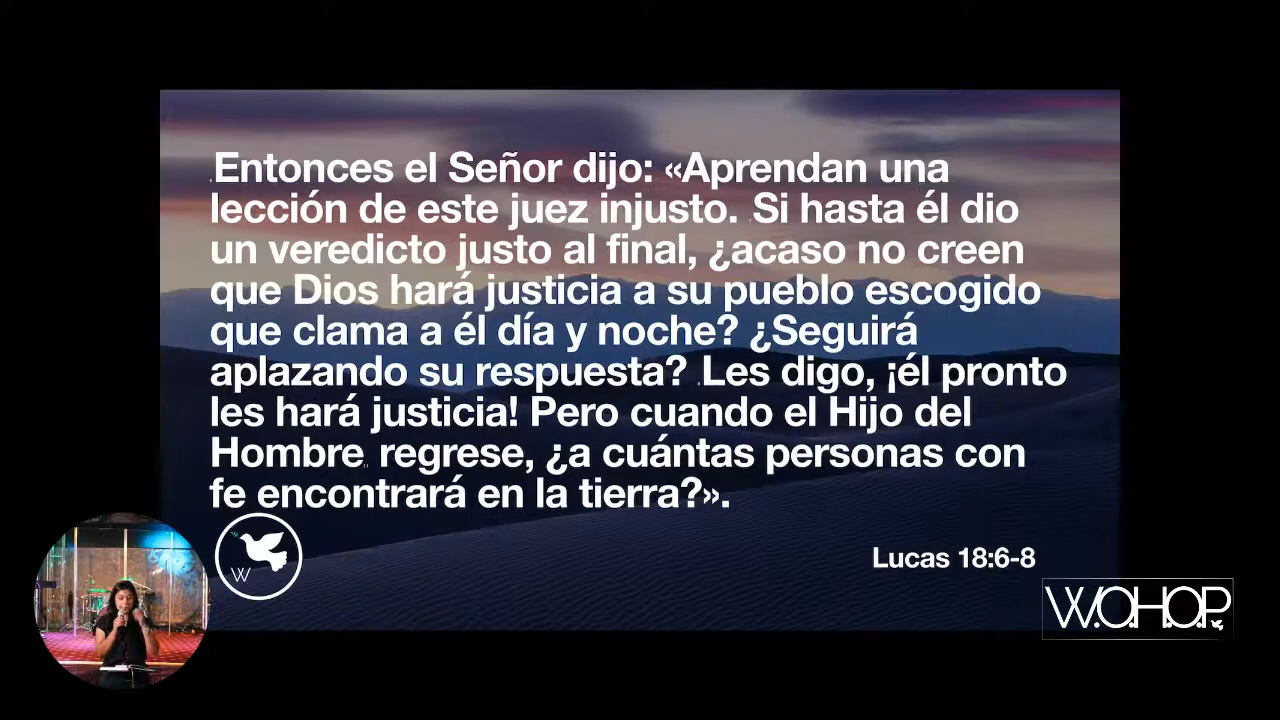 Entonces el Señor dijo: «Aprendan una
lección de este juez injusto. Si hasta él dio
un veredicto justo al final, ¿acaso no creen
que Dios hará justicia a su pueblo escogido
que clama a él día y noche? ¿Seguirá
aplazando su respuesta? Les digo, ¡él pronto
les hará justicia! Pero cuando el Hijo del
Hombre regrese, ¿a cuántas personas con
fe encontrará en la tierra?».
W
Lucas 18:6-8
W.O.H.O.P.